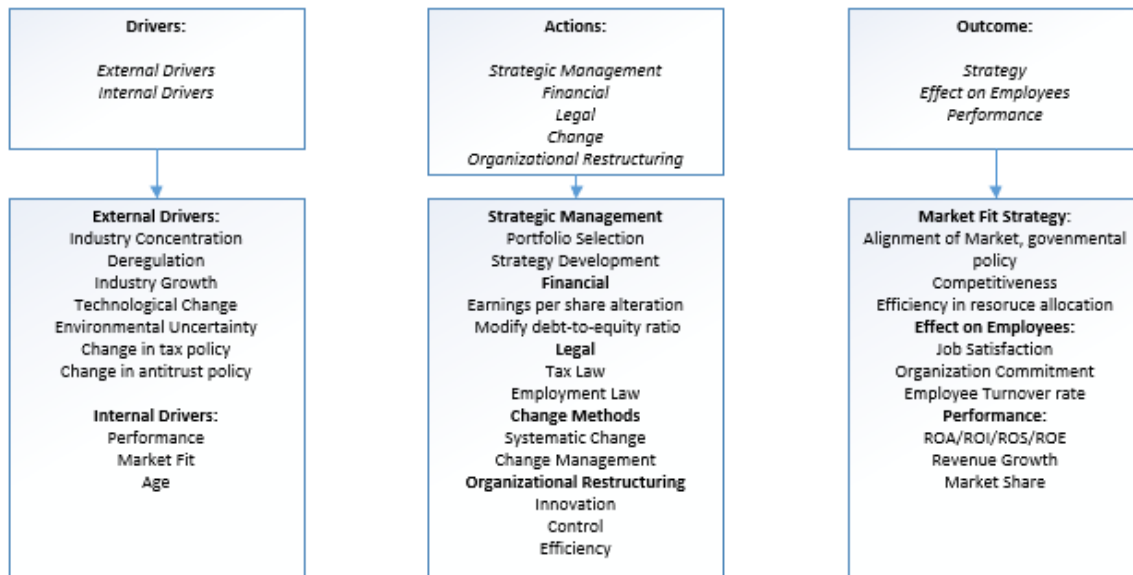 Drivers:
External Drivers
Internal Drivers
Actions:
Strategic Management
Financial
Legal
Change
Organizational Restructuring
Outcome:
Strategy
Effect on Employees
Performance
External Drivers:
Industry Concentration
Deregulation
Industry Growth
Technological Change
Environmental Uncertainty
Change in tax policy
Change in antitrust policy
Internal Drivers:
Performance
Market Fit
Age
Strategic Management
Portfolio Selection
Strategy Development
Financial
Earnings per share alteration
Modify debt-to-equity ratio
Legal
Tax Law
Employment Law
Change Methods
Systematic Change
Change Management
Organizational Restructuring
Innovation
Control
Efficiency
Market Fit Strategy:
Alignment of Market, govenmental
policy
Competitiveness
Efficiency in resoruce allocation
Effect on Employees:
Job Satisfaction
Organization Commitment
Employee Turnover rate
Performance:
ROA/ROI/ROS/ROE
Revenue Growth
Market Share